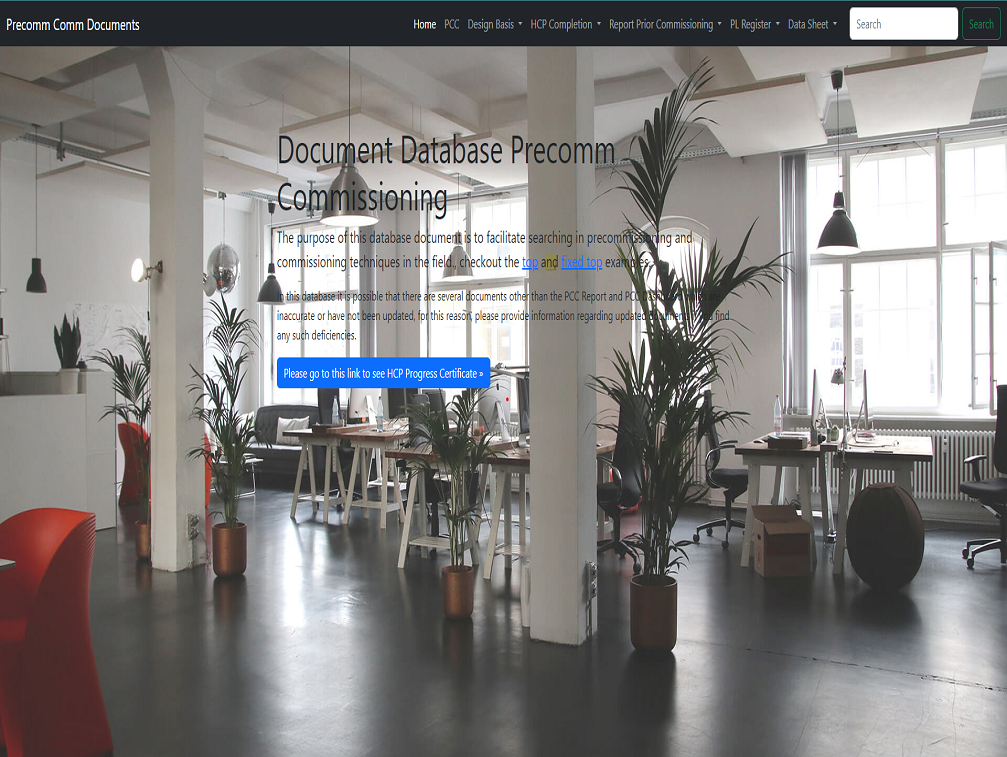 Precomm Comm Documents
Home PCC Design Basis HCP Completion Report Prior Commissioning PL Register Data Sheet Search Search
Document Database Precomm
Commissioning
The purpose of this database document is to facilitate searching in precommissioning and
commissioning techniques in the field., checkout the top and fixed top examples.
In this database it is possible that there are several documents other than the PCC Report and PCC
inaccurate or have not been updated, for this reason, please provide information regarding updated find
any such deficiencies.
Please go to this link to see HCP Progress Certificate »